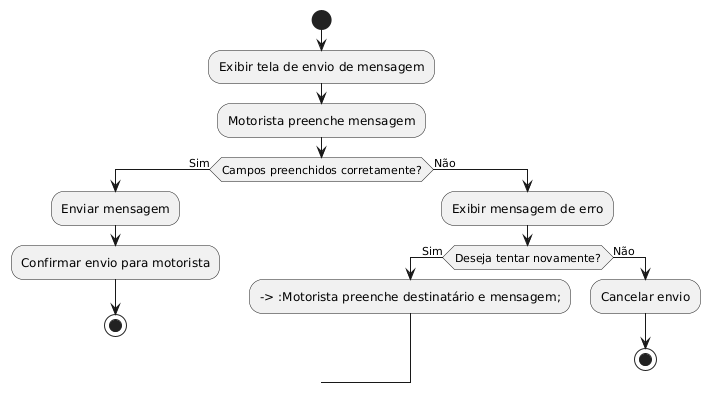 Exibir tela de envio de mensagem
Motorista preenche mensagem
Sim
Campos preenchidos corretamente?
Não
Enviar mensagem
Confirmar envio para motorista
Exibir mensagem de erro
Sim
Deseja tentar novamente?
Não
-> :Motorista preenche destinatário e mensagem;
Cancelar envio